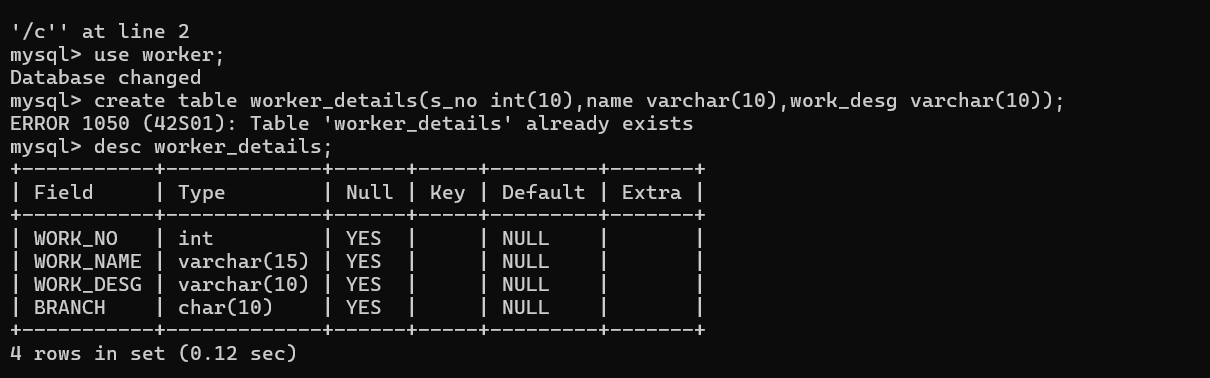 '/c'' at line 2
mysql> use worker;
Database changed
mysql> create table worker_details(s_no int(10),name varchar(10),work_desg varchar(10));
ERROR 1050 (42S01): Table 'worker_details' already exists
mysql> desc worker_details;
+-----------+-------------+------+-----+---------+-------+
| Field     | Type        | Null | Key | Default | Extra |
+-----------+-------------+------+-----+---------+-------+
| WORK_NO   | int         | YES  |     | NULL    |       |
| WORK_NAME | varchar(15) | YES  |     | NULL    |       |
| WORK_DESG | varchar(10) | YES  |     | NULL    |       |
| BRANCH    | char(10)    | YES  |     | NULL    |       |
+-----------+-------------+------+-----+---------+-------+
4 rows in set (0.12 sec)